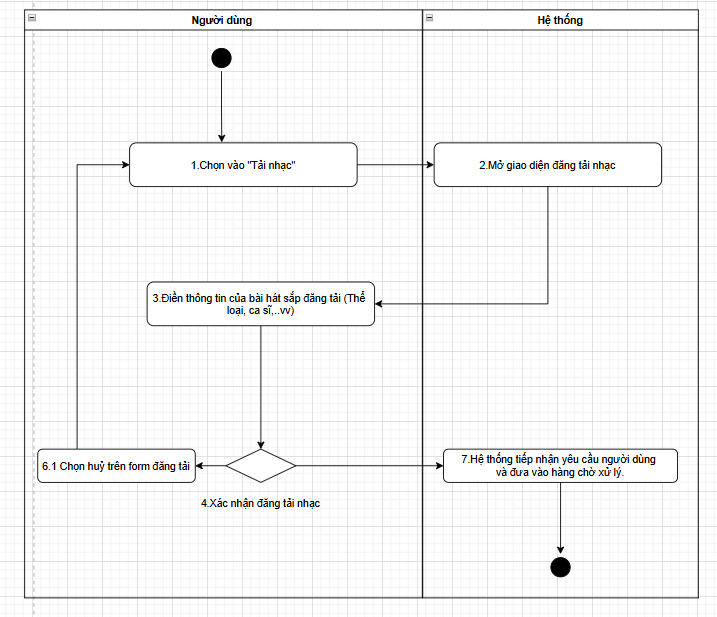 Người dùng
Hệ thống
1.Chọn vào "Tải nhạc"
2.Mở giao diện đăng tải nhạc
3.Điền thông tin của bài hát sắp đăng tải (Thể
loại, ca sĩ,..vv)
6.1 Chọn huỷ trên form đăng tải
7.Hệ thống tiếp nhận yêu cầu người dùng
và đưa vào hàng chờ xử lý.
4.Xác nhận đăng tải nhạc